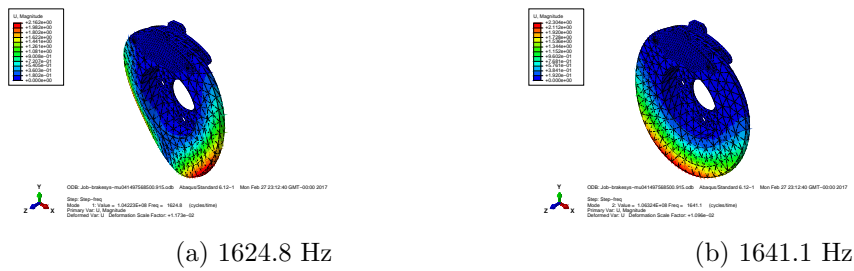 U, Magnitude
+2.162e+00
+1.982e+00
+1.802e+00
+1.622e+00
+1.441e+00
+1.261e+00
+1.081e+00
+9.008e-01
+7.207e-01
+5.405e-01
+3.603e-01
+1.802e-01
+0.000e+00
Y
Z X
ODB: Job-brakesys-mu041497568500.915.odb Abaqus/Standard 6.12-1 Mon Feb 27 23:12:40 GMT-00:00 2017
Step: Step-freq
Mode 1: Value = 1.04223E+08 Freq = 1624.8 (cycles/time)
Primary Var: U, Magnitude
Deformed Var: U Deformation Scale Factor: +1.173e-02
(a) 1624.8 Hz
U, Magnitude
+2.304e+00
+2.112e+00
+1.920e+00
+1.728e+00
+1.536e+00
+1.344e+00
+1.152e+00
+9.602e-01
+7.681e-01
+5.761e-01
+3.841e-01
+1.920e-01
+0.000e+00
Y
Z X
ODB: Job-brakesys-mu041497568500.915.odb Abaqus/Standard 6.12-1 Mon Feb 27 23:12:40 GMT-00:00 2017
Step: Step-freq
Mode 2: Value = 1.06324E+08 Freq = 1641.1 (cycles/time)
Primary Var: U, Magnitude
Deformed Var: U Deformation Scale Factor: +1.096e-02
(b) 1641.1 Hz